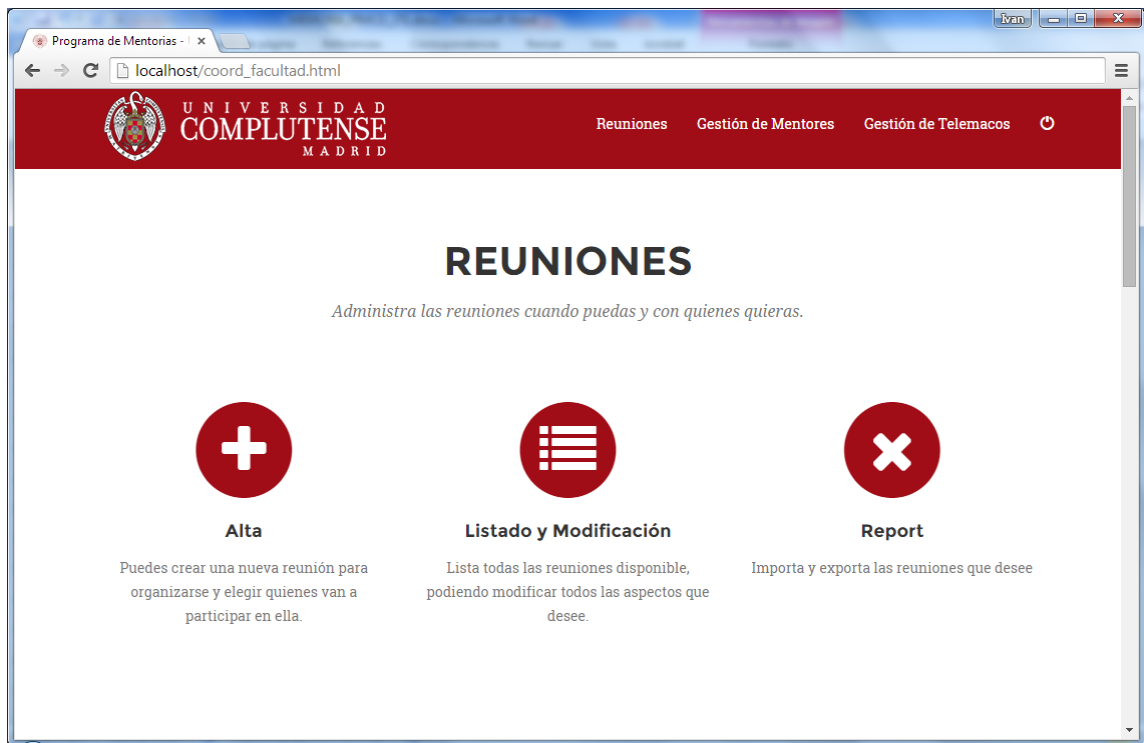 Ivan
Programa de Mentorias -
localhost/coord_facultad.html
UNIVERSIDAD
COMPLUTENSE
MADRID
Reuniones Gestión de Mentores Gestión de Telemacos
REUNIONES
Administra las reuniones cuando puedas y con quienes quieras.
Alta
Puedes crear una nueva reunión para
organizarse y elegir quienes van a
participar en ella.
Listado y Modificación
Lista todas las reuniones disponible,
podiendo modificar todos las aspectos que
desee.
Report
Importa y exporta las reuniones que desee